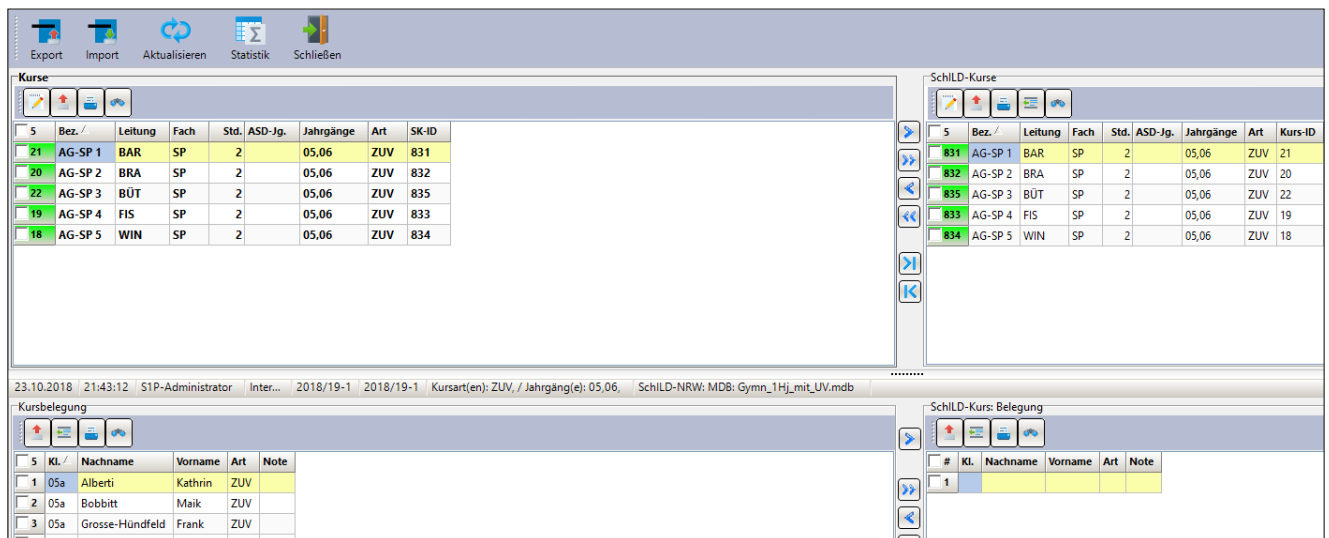 Export Import Aktualisieren Statistik Schließen
Kurse
5 Bez. Leitung Fach Std. ASD-Jg. Jahrgänge Art SK-ID
21 AG-SP 1 BAR SP 2 05,06 ZUV 831
20 AG-SP 2 BRA SP 2 05,06 ZUV 832
22 AG-SP 3 BÜT SP 2 05,06 ZUV 835
19 AG-SP 4 FIS SP 2 05,06 ZUV 833
18 AG-SP 5 WIN SP 2 05,06 ZUV 834
SchILD-Kurse
5 Bez. Leitung Fach Std. ASD-Jg. Jahrgänge Art Kurs-ID
831 AG-SP 1 BAR SP 2 05,06 ZUV 21
832 AG-SP 2 BRA SP 2 05,06 ZUV 20
835 AG-SP 3 BÜT SP 2 05,06 ZUV 22
833 AG-SP 4 FIS SP 2 05,06 ZUV 19
834 AG-SP 5 WIN SP 2 05,06 ZUV 18
23.10.2018 21:43:12 S1P-Administrator Inter... 2018/19-1 2018/19-1 Kursart(en): ZUV, / Jahrgäng(e): 05,06, SchILD-NRW: MDB: Gymn_1Hj_mit_UV.mdb
Kursbelegung
5 Kl. Nachname Vorname Art Note
1 05a Alberti Kathrin ZUV
2 05a Bobbitt Maik ZUV
3 05a Grosse-Hündfeld Frank ZUV
SchILD-Kurs: Belegung
# Kl. Nachname Vorname Art Note
1